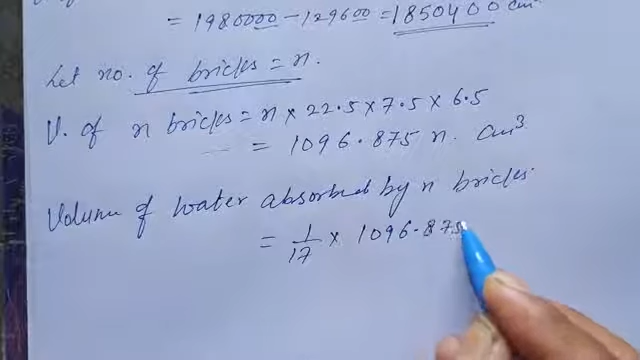 = 1980000 - 129600 = 1850400 cm³
Let no. of bricks = n.
V. of n bricks = n × 22.5 × 7.5 × 6.5
= 1096.875 n. cm³
Volume of water absorbed by n bricks
= 1/17 × 1096.875